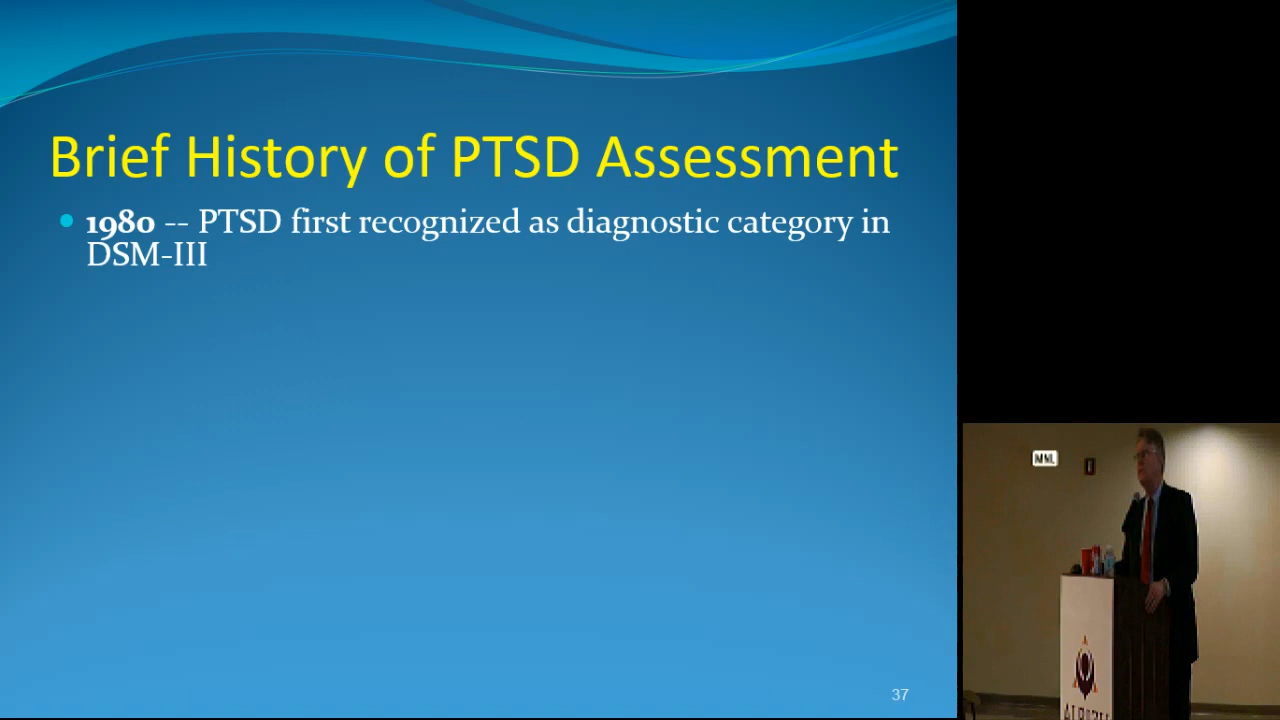 Brief History of PTSD Assessment
1980 -- PTSD first recognized as diagnostic category in
DSM-III
37